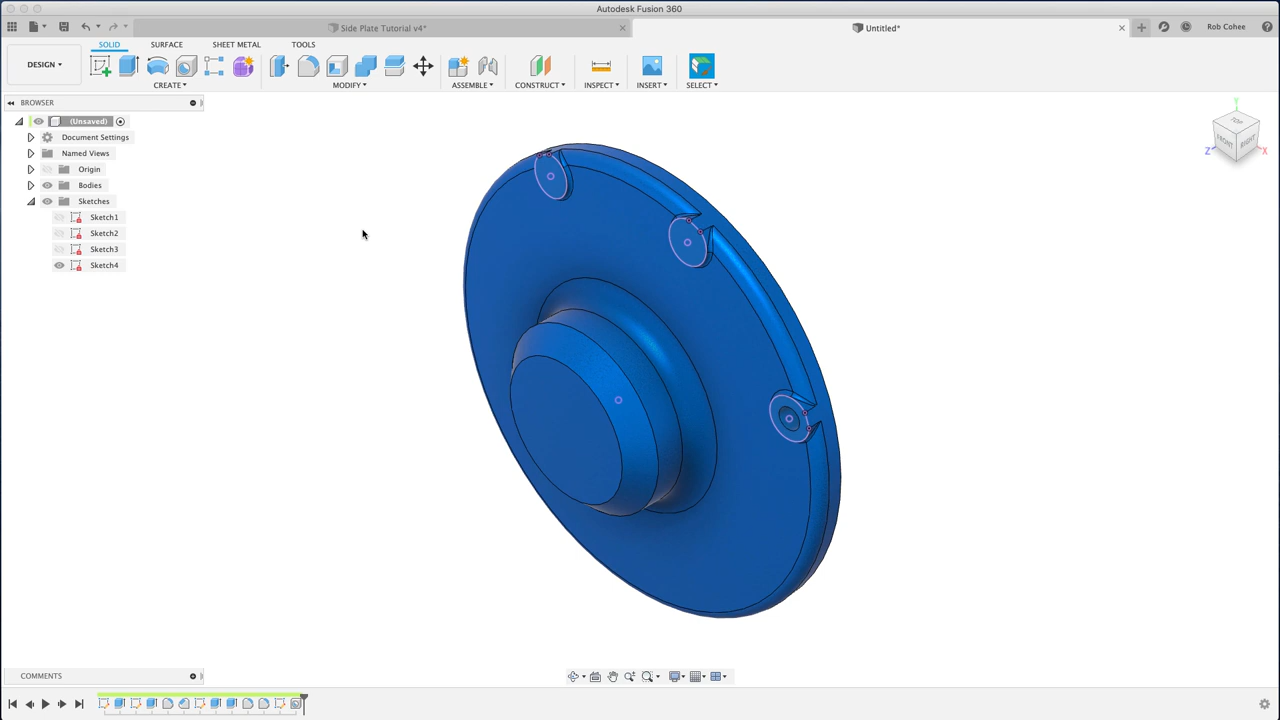 Autodesk Fusion 360
Side Plate Tutorial v4*
Untitled*
Rob Cohee
DESIGN
SOLID SURFACE SHEET METAL TOOLS
CREATE MODIFY ASSEMBLE CONSTRUCT INSPECT INSERT SELECT
BROWSER
(Unsaved)
Document Settings
Named Views
Origin
Bodies
Sketches
Sketch1
Sketch2
Sketch3
Sketch4
Y
TOP
FRONT RIGHT
Z X
COMMENTS